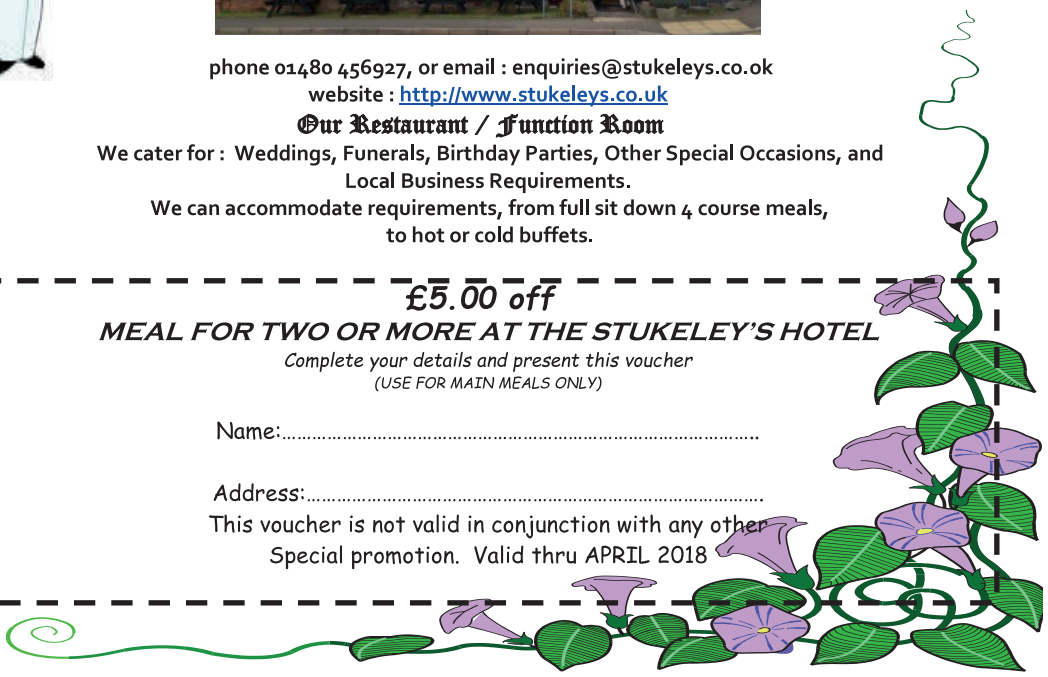 phone 01480 456927, or email : enquiries@stukeleys.co.ok
website : http://www.stukeleys.co.uk
Our Restaurant / Function Room
We cater for :  Weddings, Funerals, Birthday Parties, Other Special Occasions, and
Local Business Requirements.
We can accommodate requirements, from full sit down 4 course meals,
to hot or cold buffets.
£5.00 off
MEAL FOR TWO OR MORE AT THE STUKELEY'S HOTEL
Complete your details and present this voucher
(USE FOR MAIN MEALS ONLY)
Name:…………………………………………………………………………………..
Address:……………………………………………………………………………….
This voucher is not valid in conjunction with any other
Special promotion.  Valid thru APRIL 2018